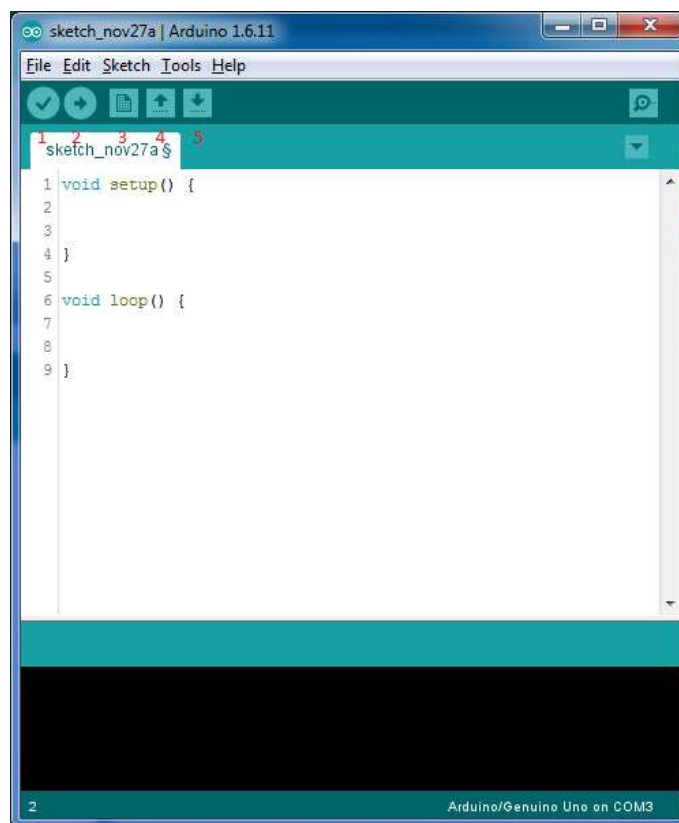 sketch_nov27a | Arduino 1.6.11
File Edit Sketch Tools Help
1 2 3 4 5
sketch_nov27a §
1 void setup() {
2
3
4 }
5
6 void loop() {
7
8
9 }
2 Arduino/Genuino Uno on COM3